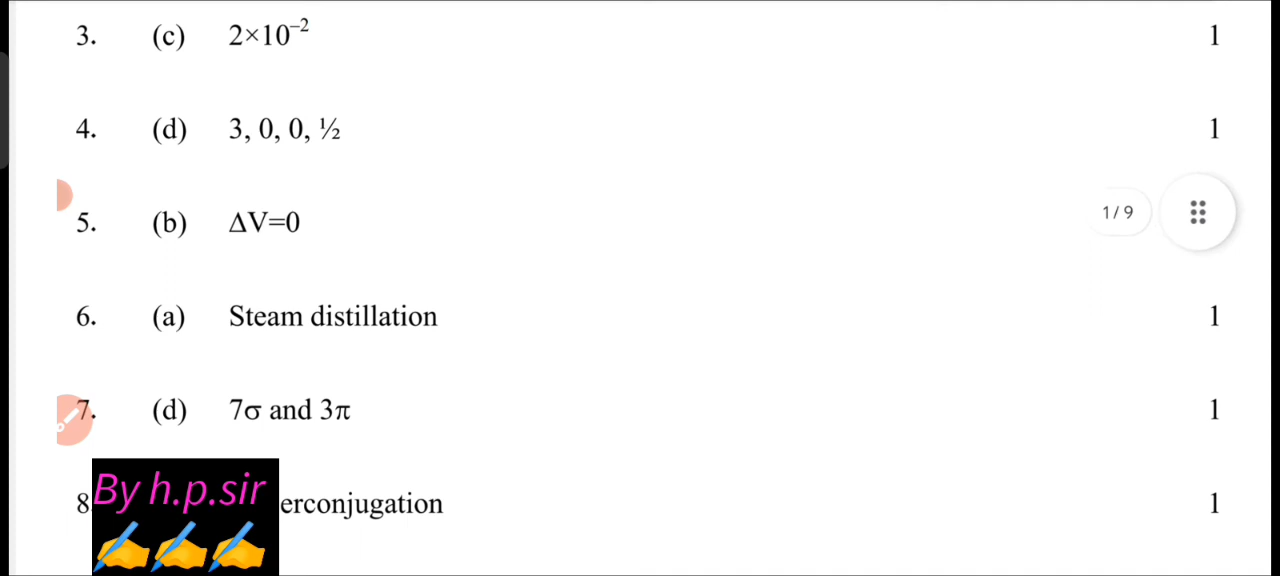 3. (c) 2×10⁻² 1
4. (d) 3, 0, 0, ½ 1
5. (b) ΔV=0
1/9
6. (a) Steam distillation 1
7. (d) 7σ and 3π 1
8 By h.p.sir erconjugation 1